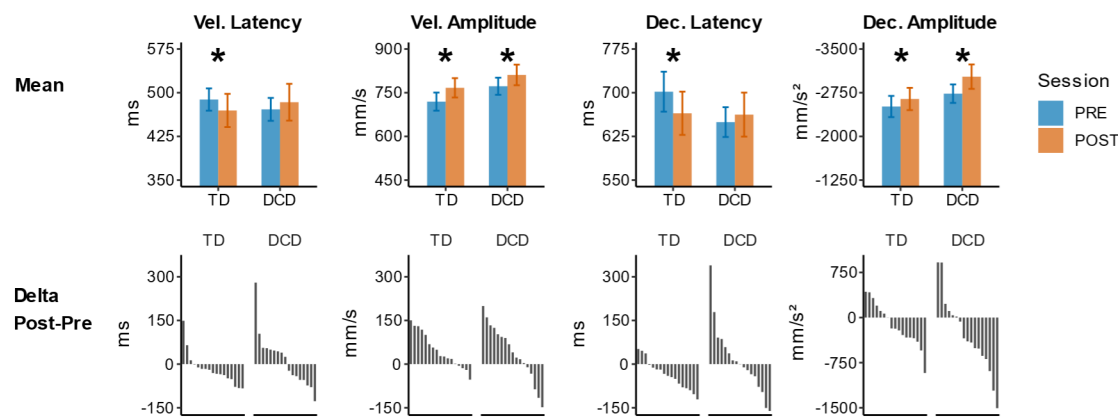 Vel. Latency Vel. Amplitude Dec. Latency Dec. Amplitude
Mean
575
500
425
350
ms
*
TD DCD
900
750
600
450
mm/s
* *
TD DCD
775
700
625
550
ms
*
TD DCD
-3500
-2750
-2000
-1250
mm/s²
* *
TD DCD
Session
PRE
POST
Delta
Post-Pre
TD DCD
300
150
0
-150
ms
TD DCD
300
150
0
-150
mm/s
TD DCD
300
150
0
-150
ms
TD DCD
750
0
-750
-1500
mm/s²